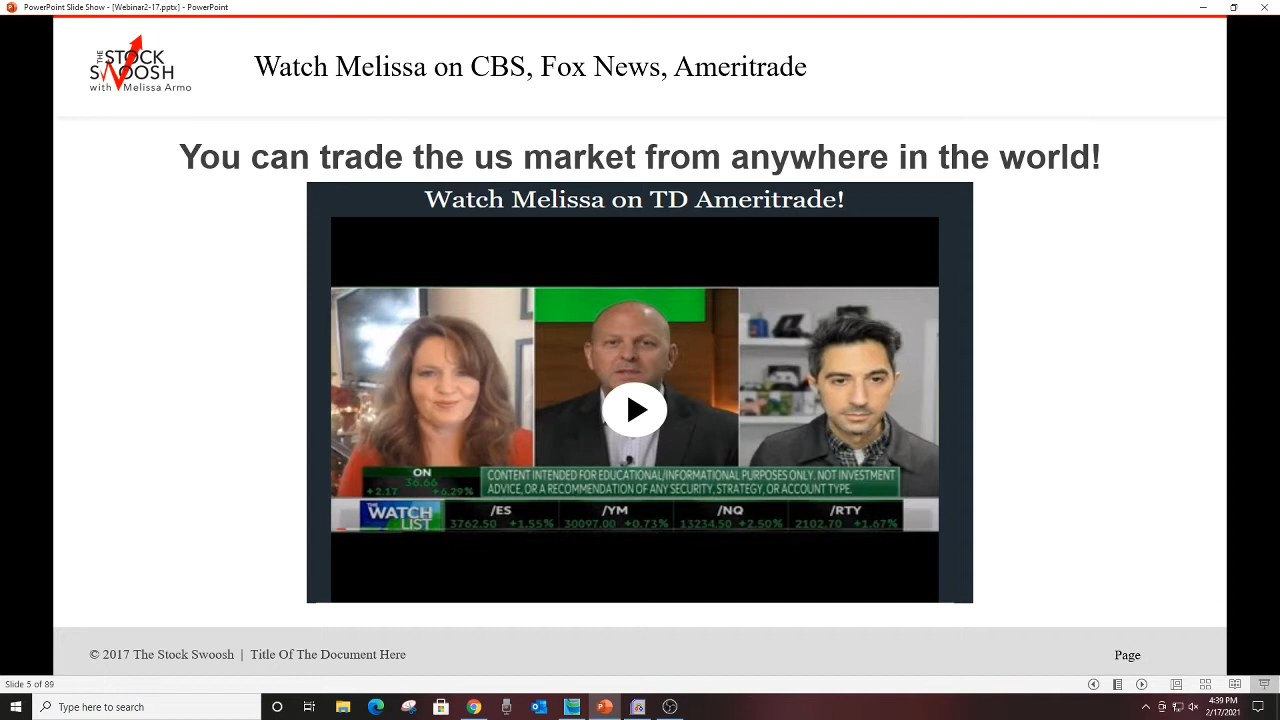 PowerPoint Slide Show - [Webinar2-17.pptx] - PowerPoint
THE STOCK
SWOOSH
with Melissa Armo
Watch Melissa on CBS, Fox News, Ameritrade
You can trade the us market from anywhere in the world!
Watch Melissa on TD Ameritrade!
ON
36.66
+2.17 +6.29%
CONTENT INTENDED FOR EDUCATIONAL/INFORMATIONAL PURPOSES ONLY. NOT INVESTMENT
ADVICE, OR A RECOMMENDATION OF ANY SECURITY, STRATEGY, OR ACCOUNT TYPE.
THE
WATCH
LIST
/ES /YM /NQ /RTY
3762.50 +1.55% 30097.00 +0.73% 13234.50 +2.50% 2102.70 +1.67%
© 2017 The Stock Swoosh | Title Of The Document Here
Page
Slide 5 of 89
Type here to search
4:39 PM
2/17/2021